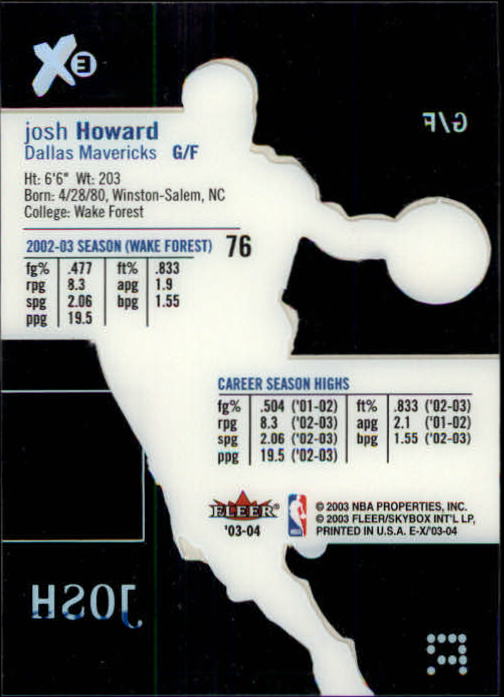 EX
G/F
josh Howard
Dallas Mavericks G/F
Ht: 6'6" Wt: 203
Born: 4/28/80, Winston-Salem, NC
College: Wake Forest
2002-03 SEASON (WAKE FOREST) 76
fg% .477 ft% .833
rpg 8.3 apg 1.9
spg 2.06 bpg 1.55
ppg 19.5
CAREER SEASON HIGHS
fg% .504 ('01-02) ft% .833 ('02-03)
rpg 8.3 ('02-03) apg 2.1 ('01-02)
spg 2.06 ('02-03) bpg 1.55 ('02-03)
ppg 19.5 ('02-03)
FLEER
'03-04
© 2003 NBA PROPERTIES, INC.
© 2003 FLEER/SKYBOX INT'L LP,
PRINTED IN U.S.A. E-X/'03-04
JOSH